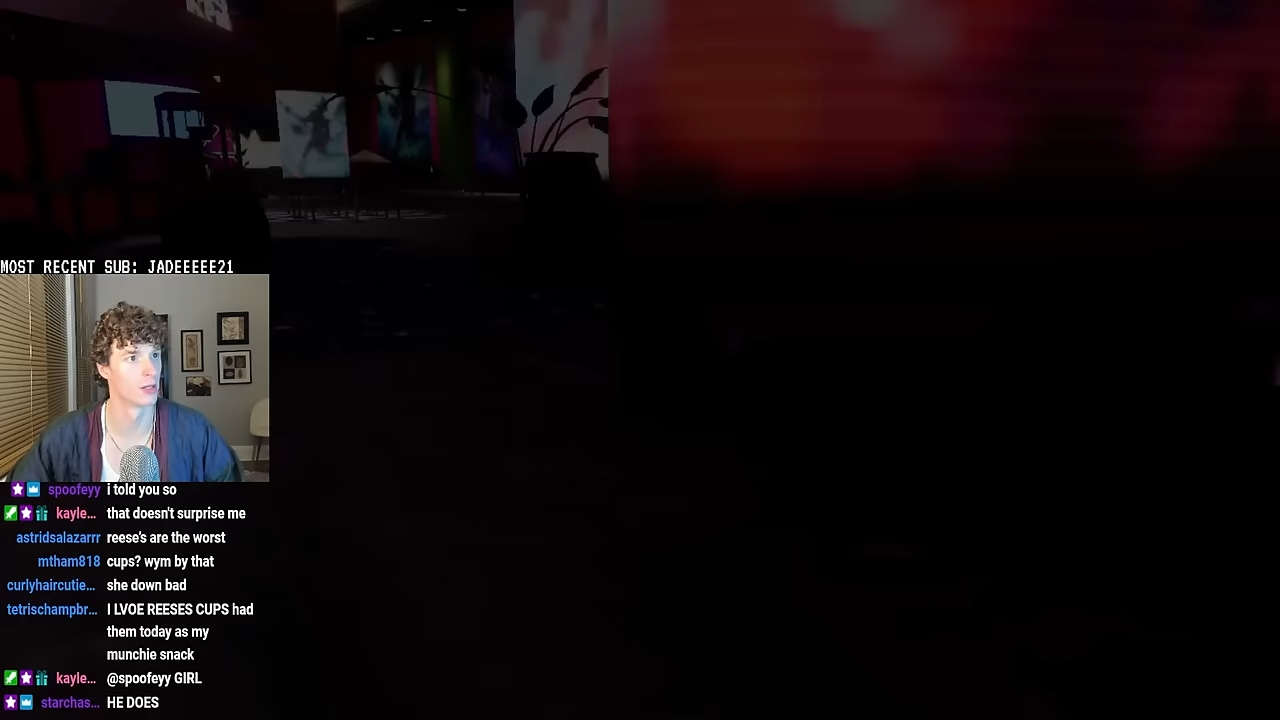 MOST RECENT SUB: JADEEEEE21
spoofeyy i told you so
kayle... that doesn't surprise me
astridsalazarrr reese's are the worst
mtham818 cups? wym by that
curlyhaircutie... she down bad
tetrischampbr... I LVOE REESES CUPS had
them today as my
munchie snack
kayle... @spoofeyy GIRL
starchas... HE DOES